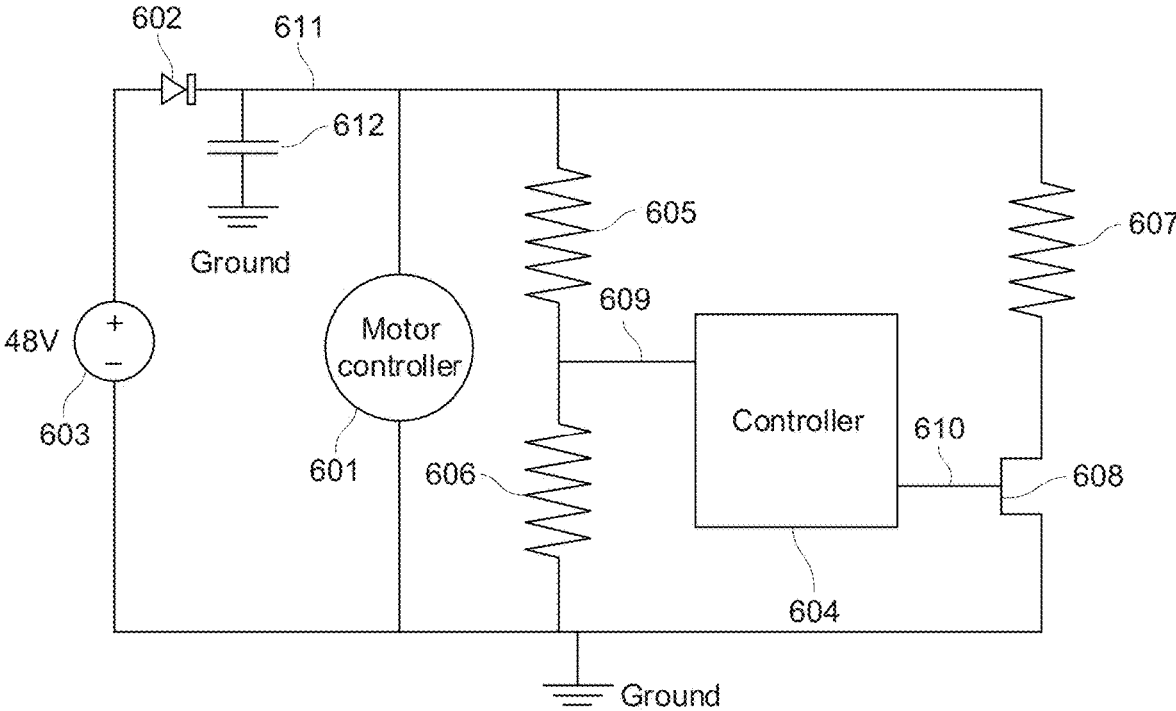 602
611
612
Ground
605
607
609
48V
+
−
603
Motor
controller
601
Controller
610
606
608
604
Ground